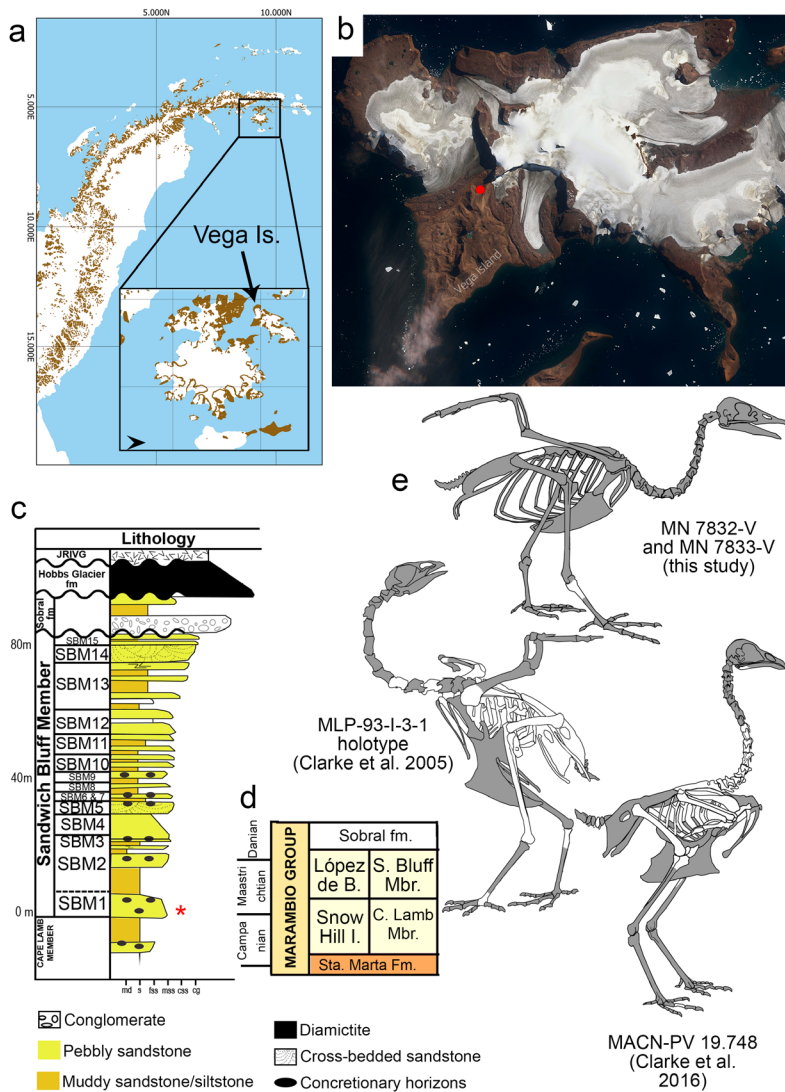 a
5.000N
10.000N
5.000E
10.000E
15.000E
Vega Is.
b
Vega Island
c
Lithology
JRIVG
Hobbs Glacier
fm
Sobral
fm
80m
SBM15
SBM14
SBM13
SBM12
SBM11
SBM10
40m
SBM9
SBM8
SBM6 & 7
SBM5
SBM4
SBM3
SBM2
SBM1
*
0 m
Sandwich Bluff Member
CAPE LAMB
MEMBER
md
s
fss
mss
css
cg
Conglomerate
Pebbly sandstone
Muddy sandstone/siltstone
Diamictite
Cross-bedded sandstone
Concretionary horizons
d
Danian
Maastri
chtian
Campa
nian
MARAMBIO GROUP
Sobral fm.
López
de B.
S. Bluff
Mbr.
Snow
Hill I.
C. Lamb
Mbr.
Sta. Marta Fm.
e
MN 7832-V
and MN 7833-V
(this study)
MLP-93-I-3-1
holotype
(Clarke et al. 2005)
MACN-PV 19.748
(Clarke et al.
2016)